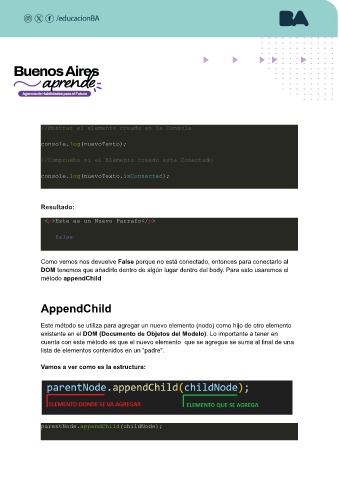 /educacionBA
BA
Buenos Aires
aprende
Agencia de Habilidades para el Futuro
//Mostrar el elemento creado en la Consola
console.log(nuevoTexto);
//Comprueba si el Elemento creado esta Conectado
console.log(nuevoTexto.isConnected);
Resultado:
<p>Este es un Nuevo Parrafo</p>
false
Como vemos nos devuelve False porque no está conectado, entonces para conectarlo al
DOM tenemos que añadirlo dentro de algún lugar dentro del body. Para esto usaremos el
método appendChild
AppendChild
Este método se utiliza para agregar un nuevo elemento (nodo) como hijo de otro elemento
existente en el DOM (Documento de Objetos del Modelo). Lo importante a tener en
cuenta con este método es que el nuevo elemento que se agregue se suma al final de una
lista de elementos contenidos en un "padre".
Vamos a ver como es la estructura:
parentNode.appendChild(childNode);
ELEMENTO DONDE SE VA AGREGAR ELEMENTO QUE SE AGREGA
parentNode.appendChild(childNode);